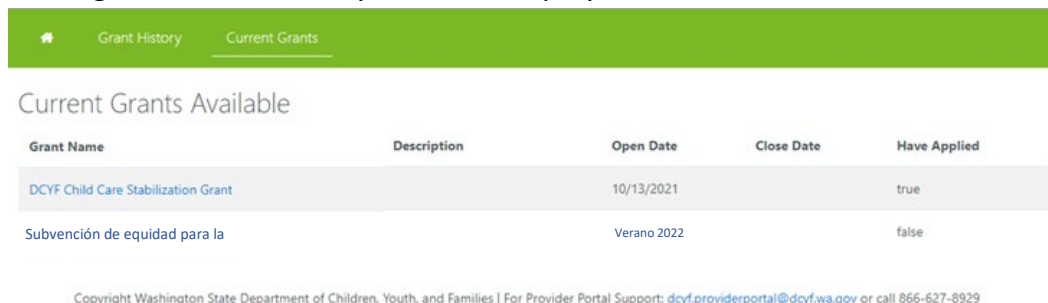 Grant History Current Grants
Current Grants Available
Grant Name Description Open Date Close Date Have Applied
DCYF Child Care Stabilization Grant 10/13/2021 true
Subvención de equidad para la Verano 2022 false
Copyright Washington State Department of Children, Youth, and Families | For Provider Portal Support: dcyf.providerportal@dcyf.wa.gov or call 866-627-8929